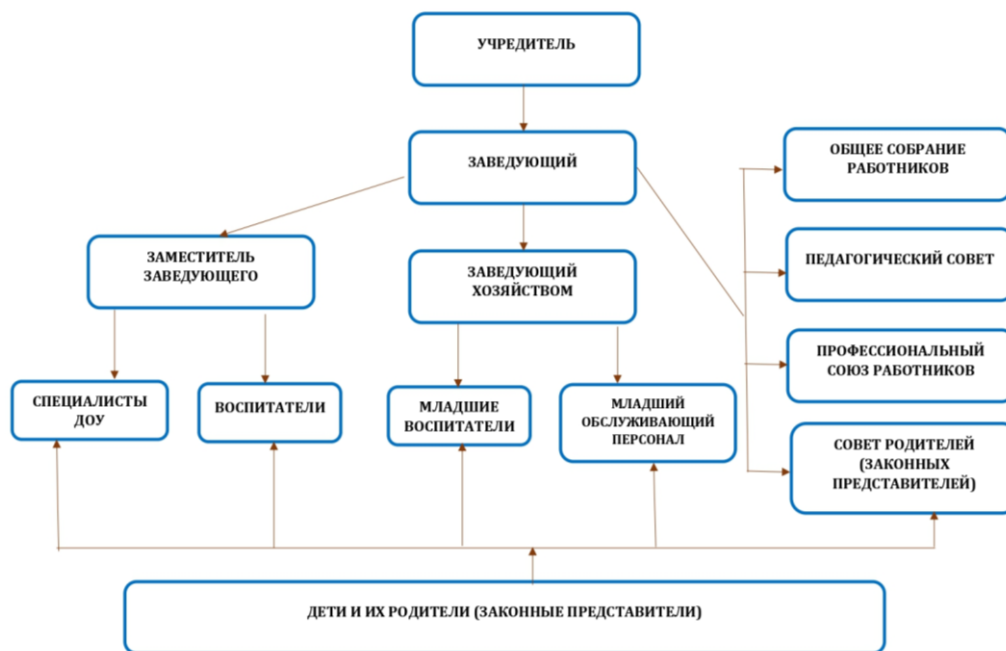 УЧРЕДИТЕЛЬ
ЗАВЕДУЮЩИЙ
ОБЩЕЕ СОБРАНИЕ
РАБОТНИКОВ
ЗАМЕСТИТЕЛЬ
ЗАВЕДУЮЩЕГО
ЗАВЕДУЮЩИЙ
ХОЗЯЙСТВОМ
ПЕДАГОГИЧЕСКИЙ СОВЕТ
ПРОФЕССИОНАЛЬНЫЙ
СОЮЗ РАБОТНИКОВ
СПЕЦИАЛИСТЫ
ДОУ
ВОСПИТАТЕЛИ
МЛАДШИЕ
ВОСПИТАТЕЛИ
МЛАДШИЙ
ОБСЛУЖИВАЮЩИЙ
ПЕРСОНАЛ
СОВЕТ РОДИТЕЛЕЙ
(ЗАКОННЫХ
ПРЕДСТАВИТЕЛЕЙ)
ДЕТИ И ИХ РОДИТЕЛИ (ЗАКОННЫЕ ПРЕДСТАВИТЕЛИ)